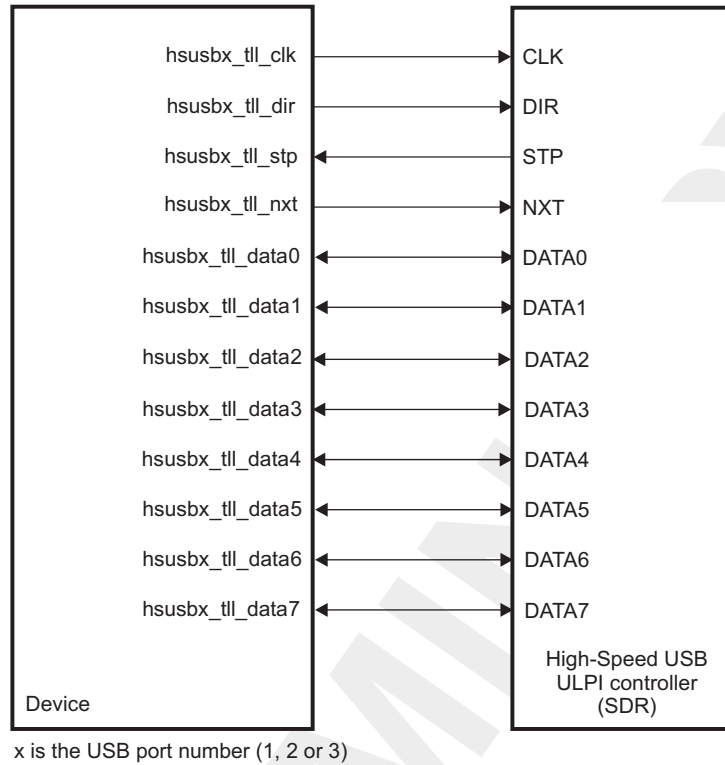 hsusbx_tll_clk CLK
hsusbx_tll_dir DIR
hsusbx_tll_stp STP
hsusbx_tll_nxt NXT
hsusbx_tll_data0 DATA0
hsusbx_tll_data1 DATA1
hsusbx_tll_data2 DATA2
hsusbx_tll_data3 DATA3
hsusbx_tll_data4 DATA4
hsusbx_tll_data5 DATA5
hsusbx_tll_data6 DATA6
hsusbx_tll_data7 DATA7
Device
High-Speed USB
ULPI controller
(SDR)
x is the USB port number (1, 2 or 3)